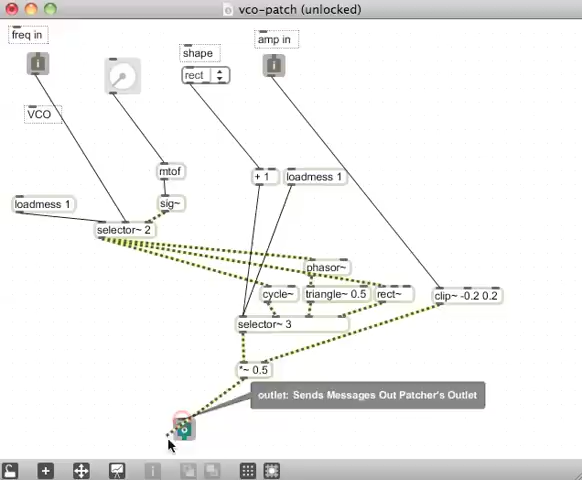 vco-patch (unlocked)
freq in
shape
amp in
rect
VCO
mtof
+ 1
loadmess 1
loadmess 1
sig~
selector~ 2
phasor~
cycle~
triangle~ 0.5
rect~
clip~ -0.2 0.2
selector~ 3
*~ 0.5
outlet: Sends Messages Out Patcher's Outlet